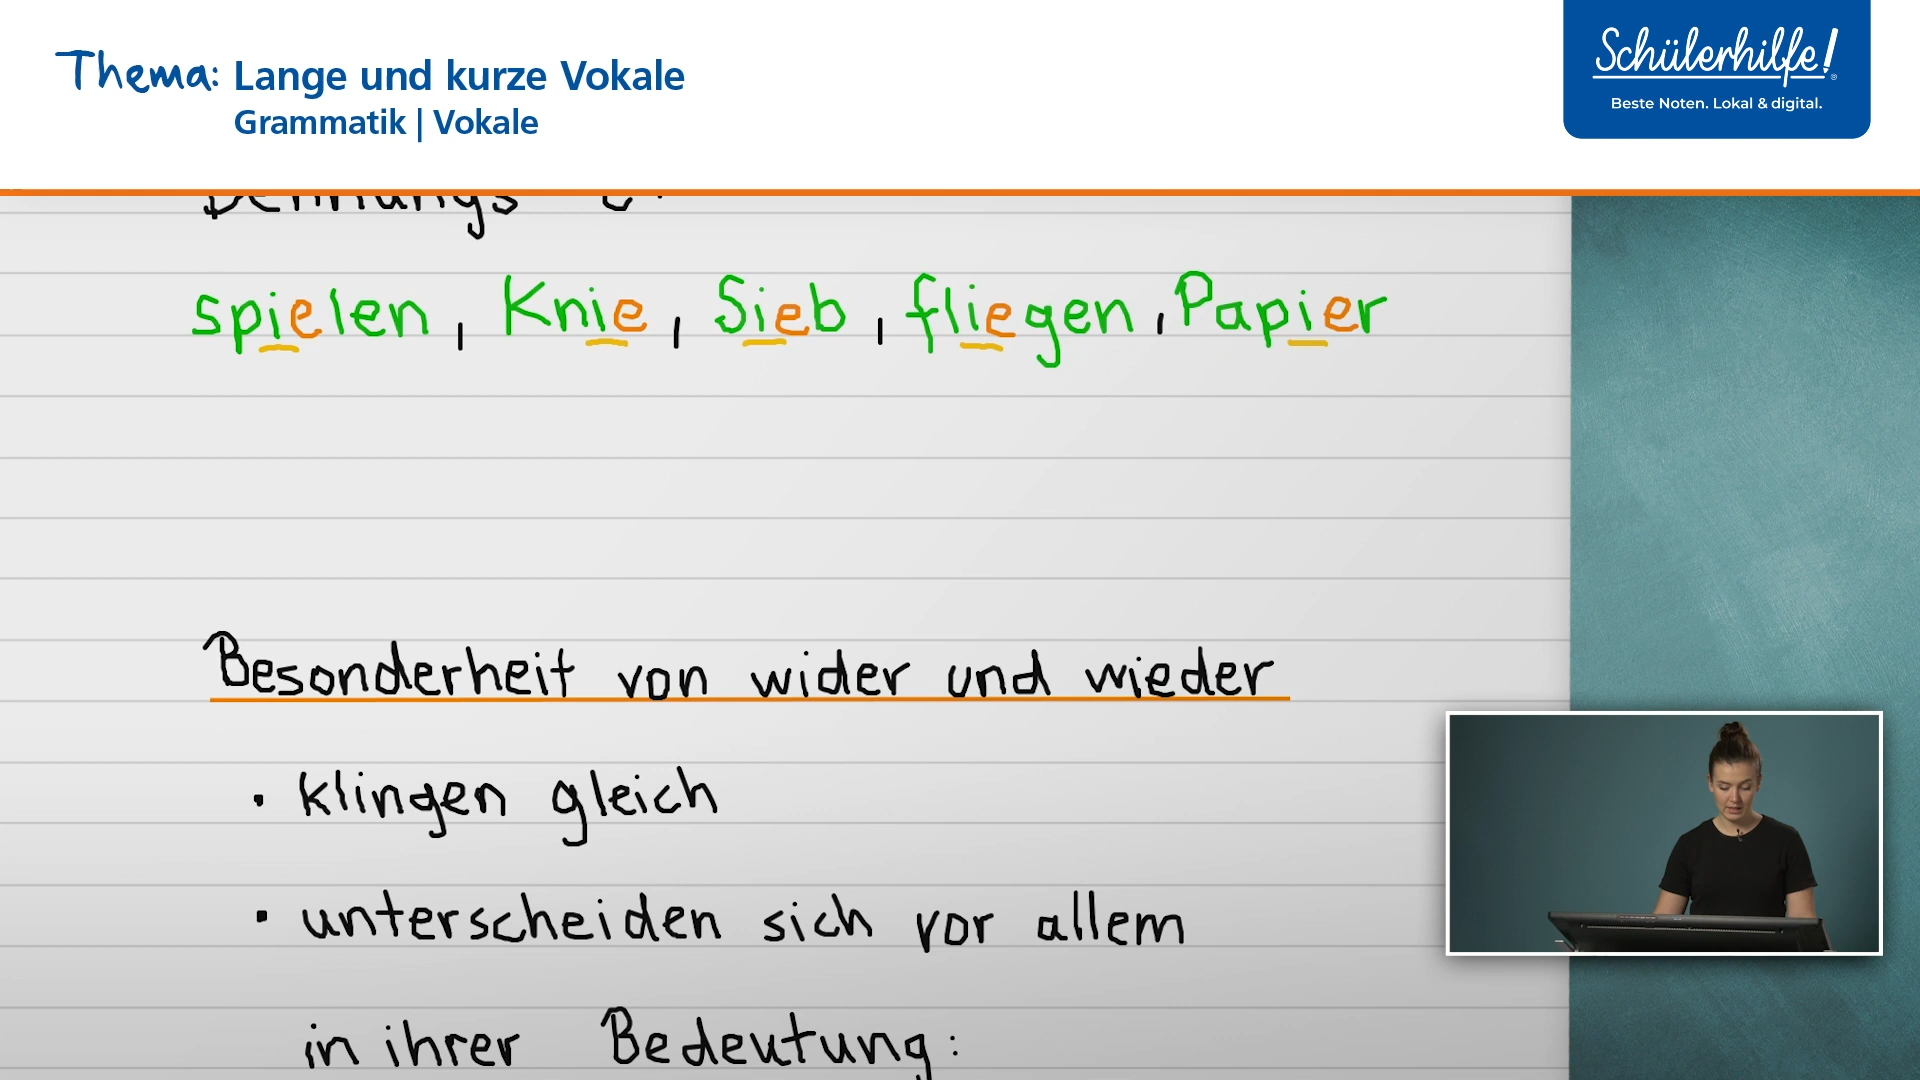 Thema: Lange und kurze Vokale
Grammatik | Vokale
Schülerhilfe!
Beste Noten. Lokal & digital.
spielen, Knie, Sieb, fliegen, Papier
Besonderheit von wider und wieder
• klingen gleich
• unterscheiden sich vor allem
in ihrer Bedeutung: